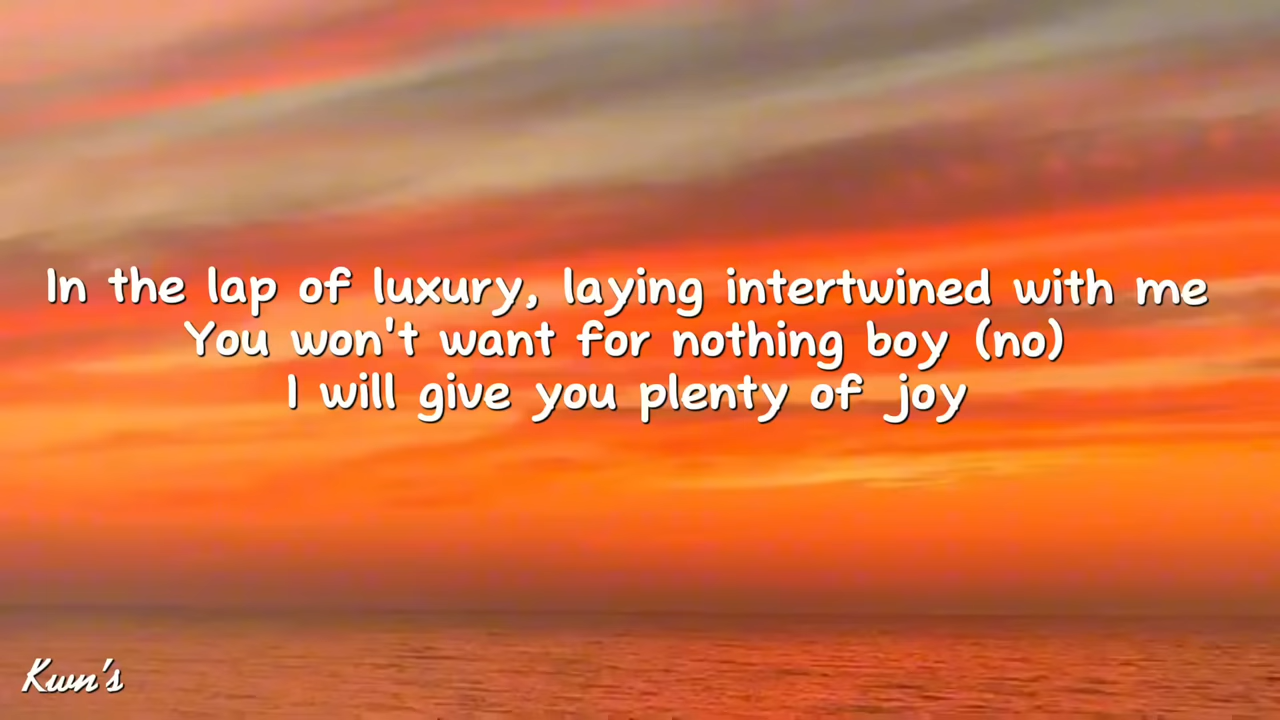 In the lap of luxury, laying intertwined with me
You won't want for nothing boy (no)
I will give you plenty of joy
Kwn's